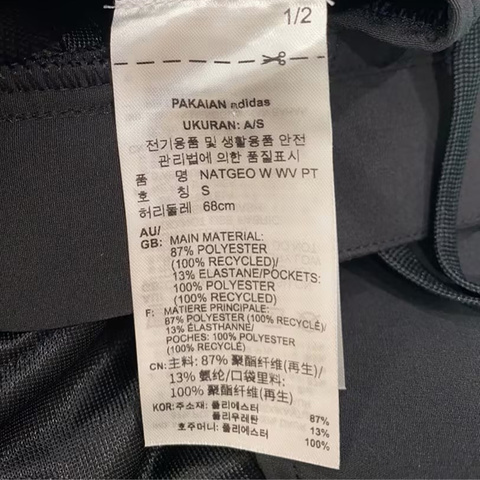 1/2
PAKAIAN adidas
UKURAN: A/S
전기용품 및 생활용품 안전
관리법에 의한 품질표시
품 명 NATGEO W WV PT
호 칭 S
허리둘레 68cm
AU/
GB: MAIN MATERIAL:
87% POLYESTER
(100% RECYCLED)/
13% ELASTANE/POCKETS:
100% POLYESTER
(100% RECYCLED)
F: MATIERE PRINCIPALE:
87% POLYESTER (100% RECYCLÉ)/
13% ÉLASTHANNE/
POCHES: 100% POLYESTER
(100% RECYCLÉ)
CN: 主料: 87% 聚酯纤维(再生)/
13% 氨纶/口袋里料:
100% 聚酯纤维(再生)
KOR: 주소재: 폴리에스터 87%
폴리우레탄 13%
호주머니: 폴리에스터 100%